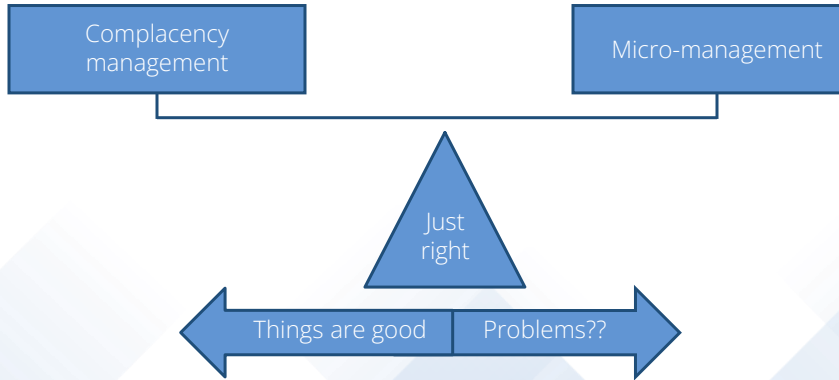 Complacency
management
Micro-management
Just
right
Things are good
Problems??